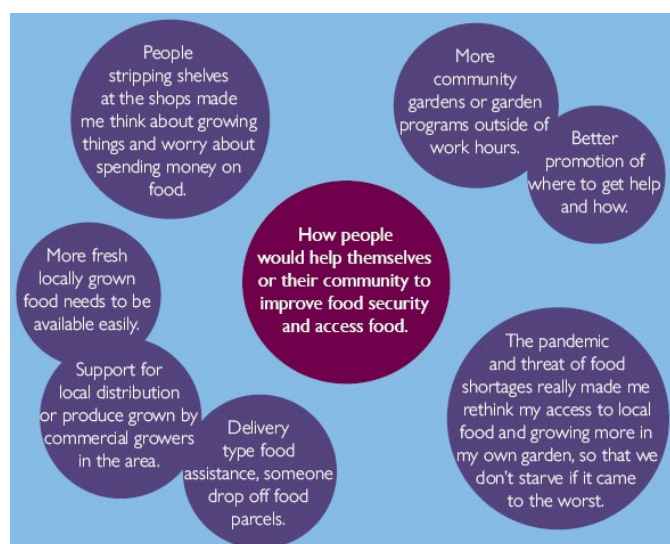 People
stripping shelves
at the shops made
me think about growing
things and worry about
spending money on
food.
More
community
gardens or garden
programs outside of
work hours.
Better
promotion of
where to get help
and how.
How people
would help themselves
or their community to
improve food security
and access food.
More fresh
locally grown
food needs to be
available easily.
Support for
local distribution
or produce grown by
commercial growers
in the area.
Delivery
type food
assistance, someone
drop off food
parcels.
The pandemic
and threat of food
shortages really made me
rethink my access to local
food and growing more in
my own garden, so that we
don't starve if it came
to the worst.